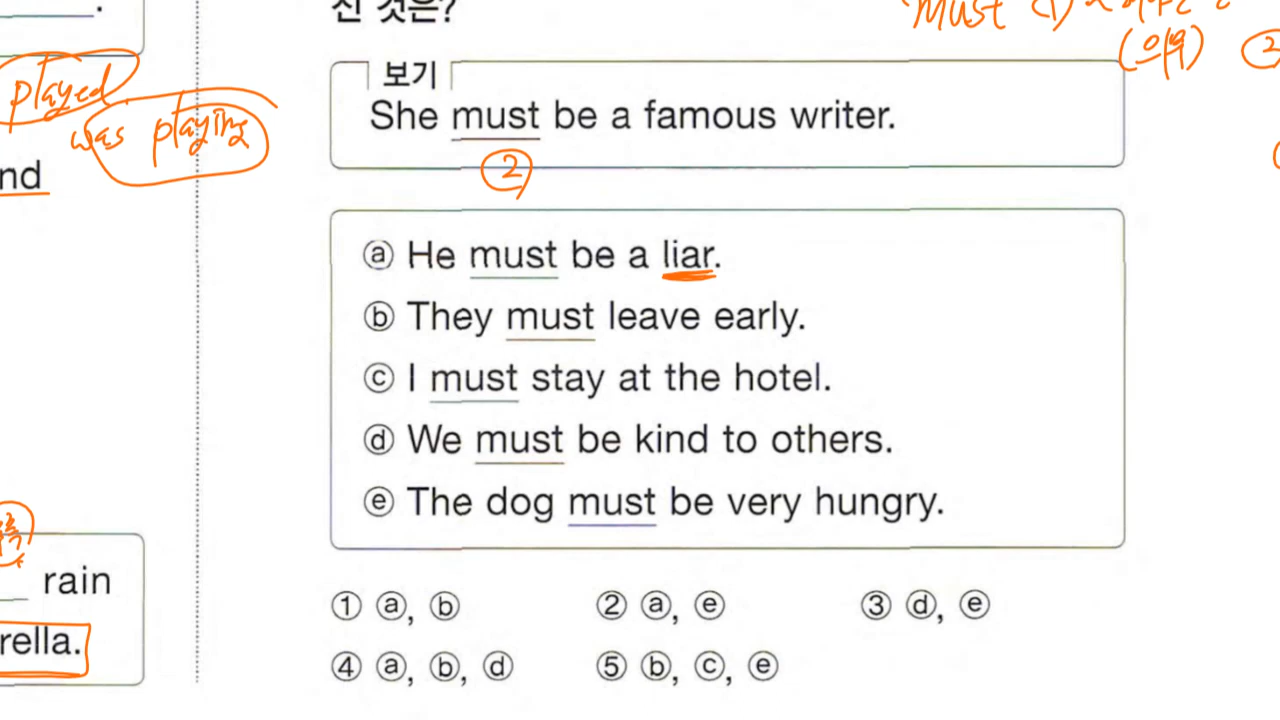 진 것은?
must ①
(의무) ②
played
was playing
nd
보기
She must be a famous writer.
②
ⓐ He must be a liar.
ⓑ They must leave early.
ⓒ I must stay at the hotel.
ⓓ We must be kind to others.
ⓔ The dog must be very hungry.
rain
rella.
① ⓐ, ⓑ ② ⓐ, ⓔ ③ ⓓ, ⓔ
④ ⓐ, ⓑ, ⓓ ⑤ ⓑ, ⓒ, ⓔ